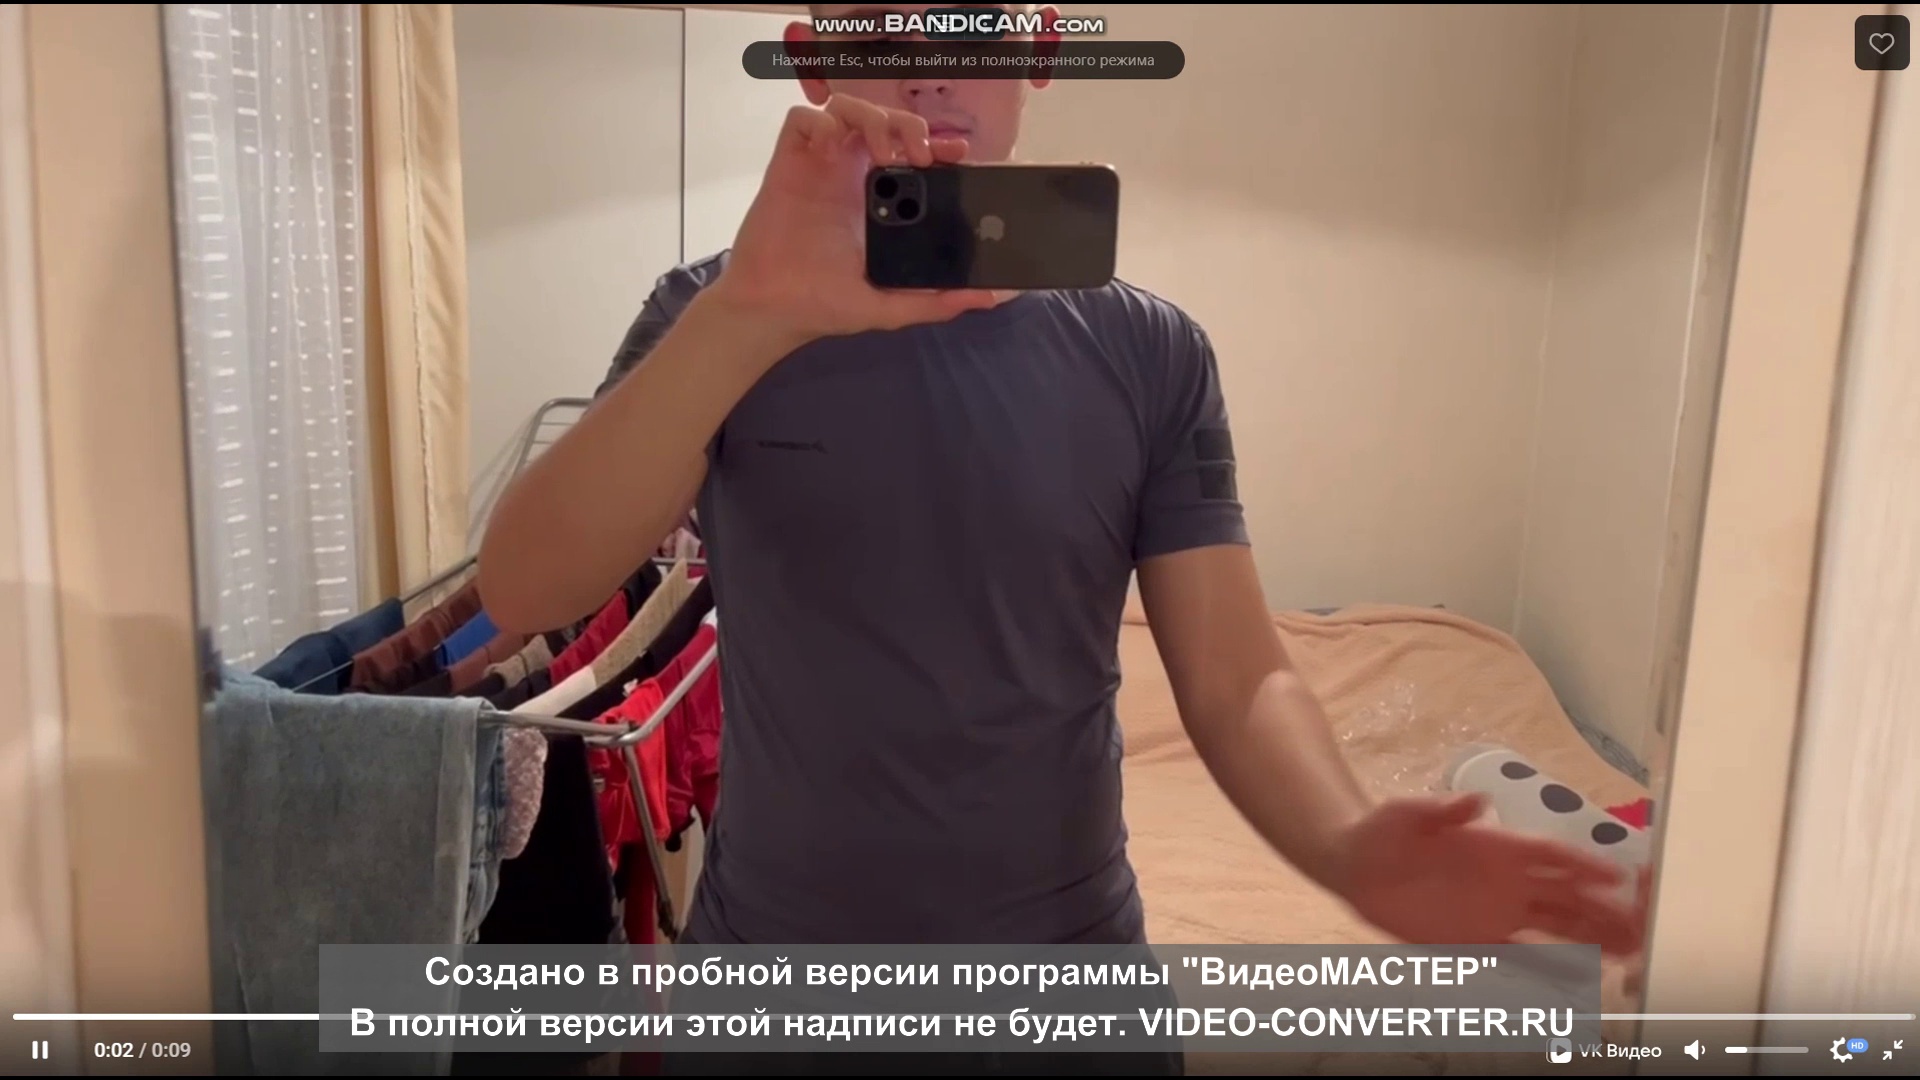 www.BANDICAM.com
Нажмите Esc, чтобы выйти из полноэкранного режима
Создано в пробной версии программы "ВидеоМАСТЕР"
В полной версии этой надписи не будет. VIDEO-CONVERTER.RU
0:02 / 0:09
VK Видео
HD